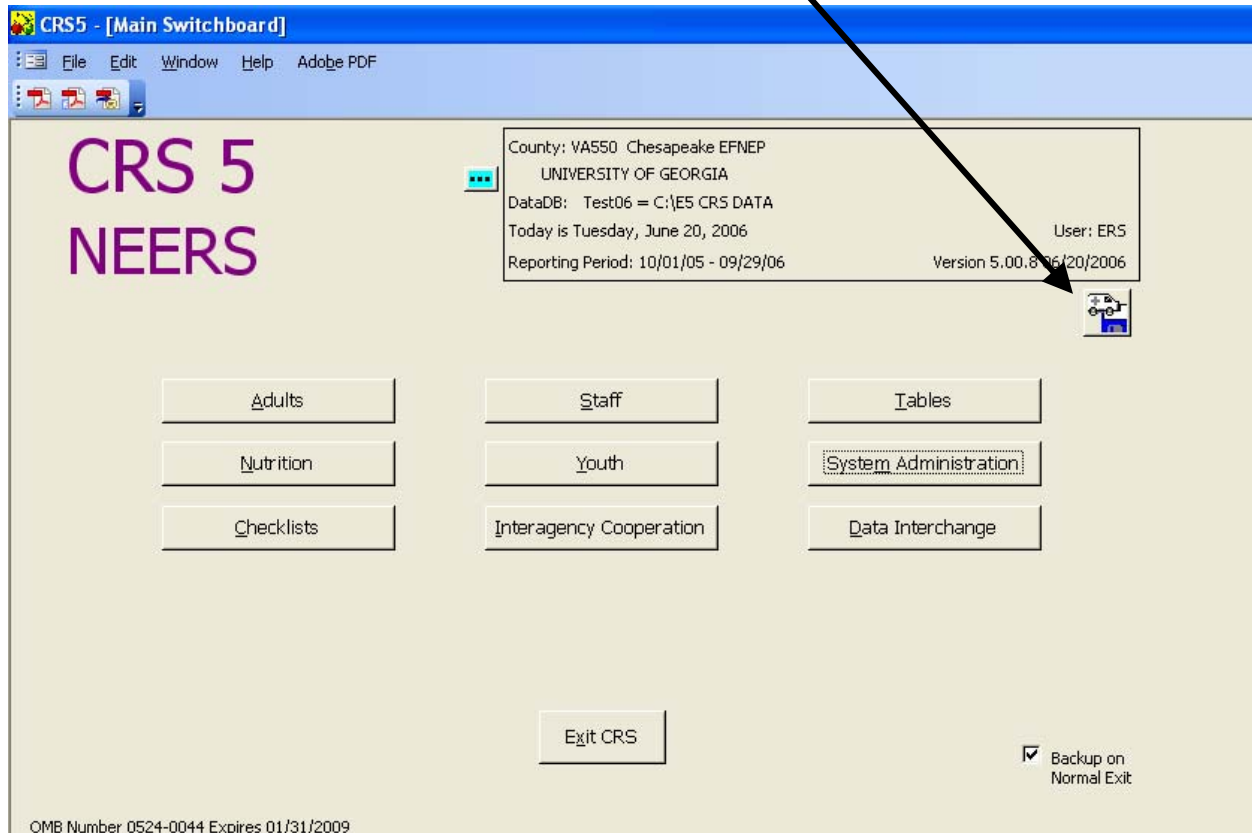 CRS5 - [Main Switchboard]
File Edit Window Help Adobe PDF
CRS 5
NEERS
County: VA550 Chesapeake EFNEP
UNIVERSITY OF GEORGIA
DataDB: Test06 = C:\E5 CRS DATA
Today is Tuesday, June 20, 2006 User: ERS
Reporting Period: 10/01/05 - 09/29/06 Version 5.00.8 06/20/2006
Adults Staff Tables
Nutrition Youth System Administration
Checklists Interagency Cooperation Data Interchange
Exit CRS
Backup on
Normal Exit
OMB Number 0524-0044 Expires 01/31/2009